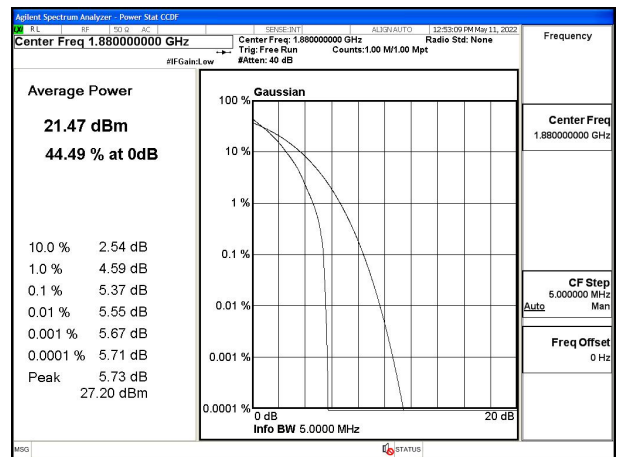 Agilent Spectrum Analyzer - Power Stat CCDF
RL RF 50 Ω AC SENSE:INT ALIGN AUTO 12:53:09 PM May 11, 2022
Center Freq 1.880000000 GHz
Center Freq: 1.880000000 GHz Radio Std: None
Trig: Free Run Counts:1.00 M/1.00 Mpt
#IFGain:Low #Atten: 40 dB
Frequency
Average Power
21.47 dBm
44.49 % at 0dB
10.0 % 2.54 dB
1.0 % 4.59 dB
0.1 % 5.37 dB
0.01 % 5.55 dB
0.001 % 5.67 dB
0.0001 % 5.71 dB
Peak 5.73 dB
27.20 dBm
Gaussian
100 %
10 %
1 %
0.1 %
0.01 %
0.001 %
0.0001 %
0 dB 20 dB
Info BW 5.0000 MHz
Center Freq
1.880000000 GHz
CF Step
5.000000 MHz
Auto Man
Freq Offset
0 Hz
MSG STATUS